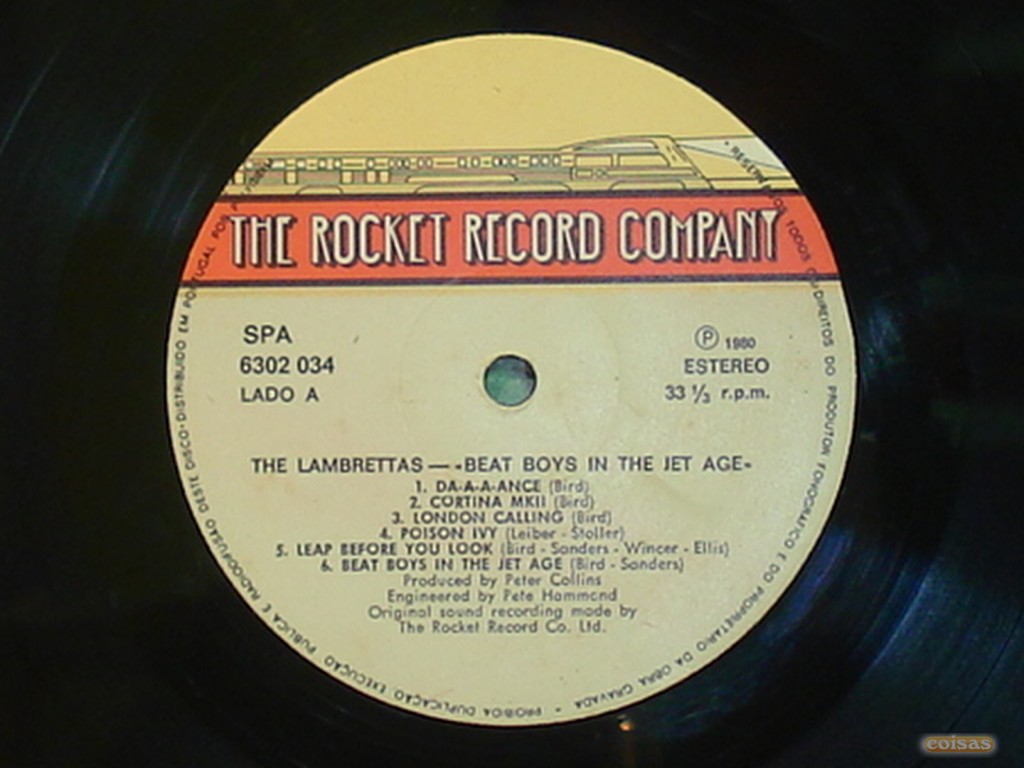 THE ROCKET RECORD COMPANY
SPA
6302 034
LADO A
Ⓟ 1980
ESTEREO
33 ⅓ r.p.m.
THE LAMBRETTAS — «BEAT BOYS IN THE JET AGE»
1. DA-A-A-ANCE (Bird)
2. CORTINA MKII (Bird)
3. LONDON CALLING (Bird)
4. POISON IVY (Leiber - Stoller)
5. LEAP BEFORE YOU LOOK (Bird - Sanders - Wincer - Ellis)
6. BEAT BOYS IN THE JET AGE (Bird - Sanders)
Produced by Peter Collins
Engineered by Pete Hammond
Original sound recording made by
The Rocket Record Co. Ltd.
• RESERVADOS TODOS OS DIREITOS DO PRODUTOR FONOGRÁFICO E DO PROPRIETÁRIO DA OBRA GRAVADA • PROIBIDA DUPLICAÇÃO EXECUÇÃO PÚBLICA E RADIODIFUSÃO DESTE DISCO • DISTRIBUIDO EM PORTUGAL POR
coisas